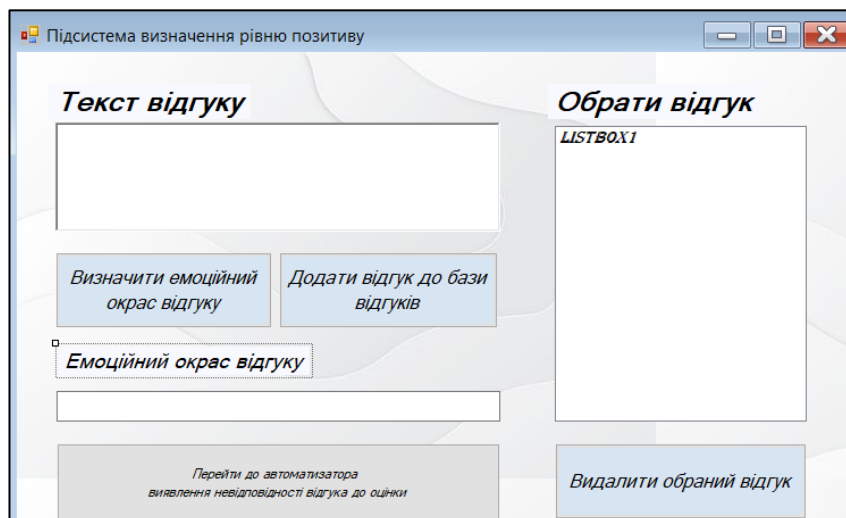 Підсистема визначення рівню позитиву
Текст відгуку
Обрати відгук
LISTBOX1
Визначити емоційний
окрас відгуку
Додати відгук до бази
відгуків
Емоційний окрас відгуку
Перейти до автоматизатора
виявлення невідповідності відгука до оцінки
Видалити обраний відгук